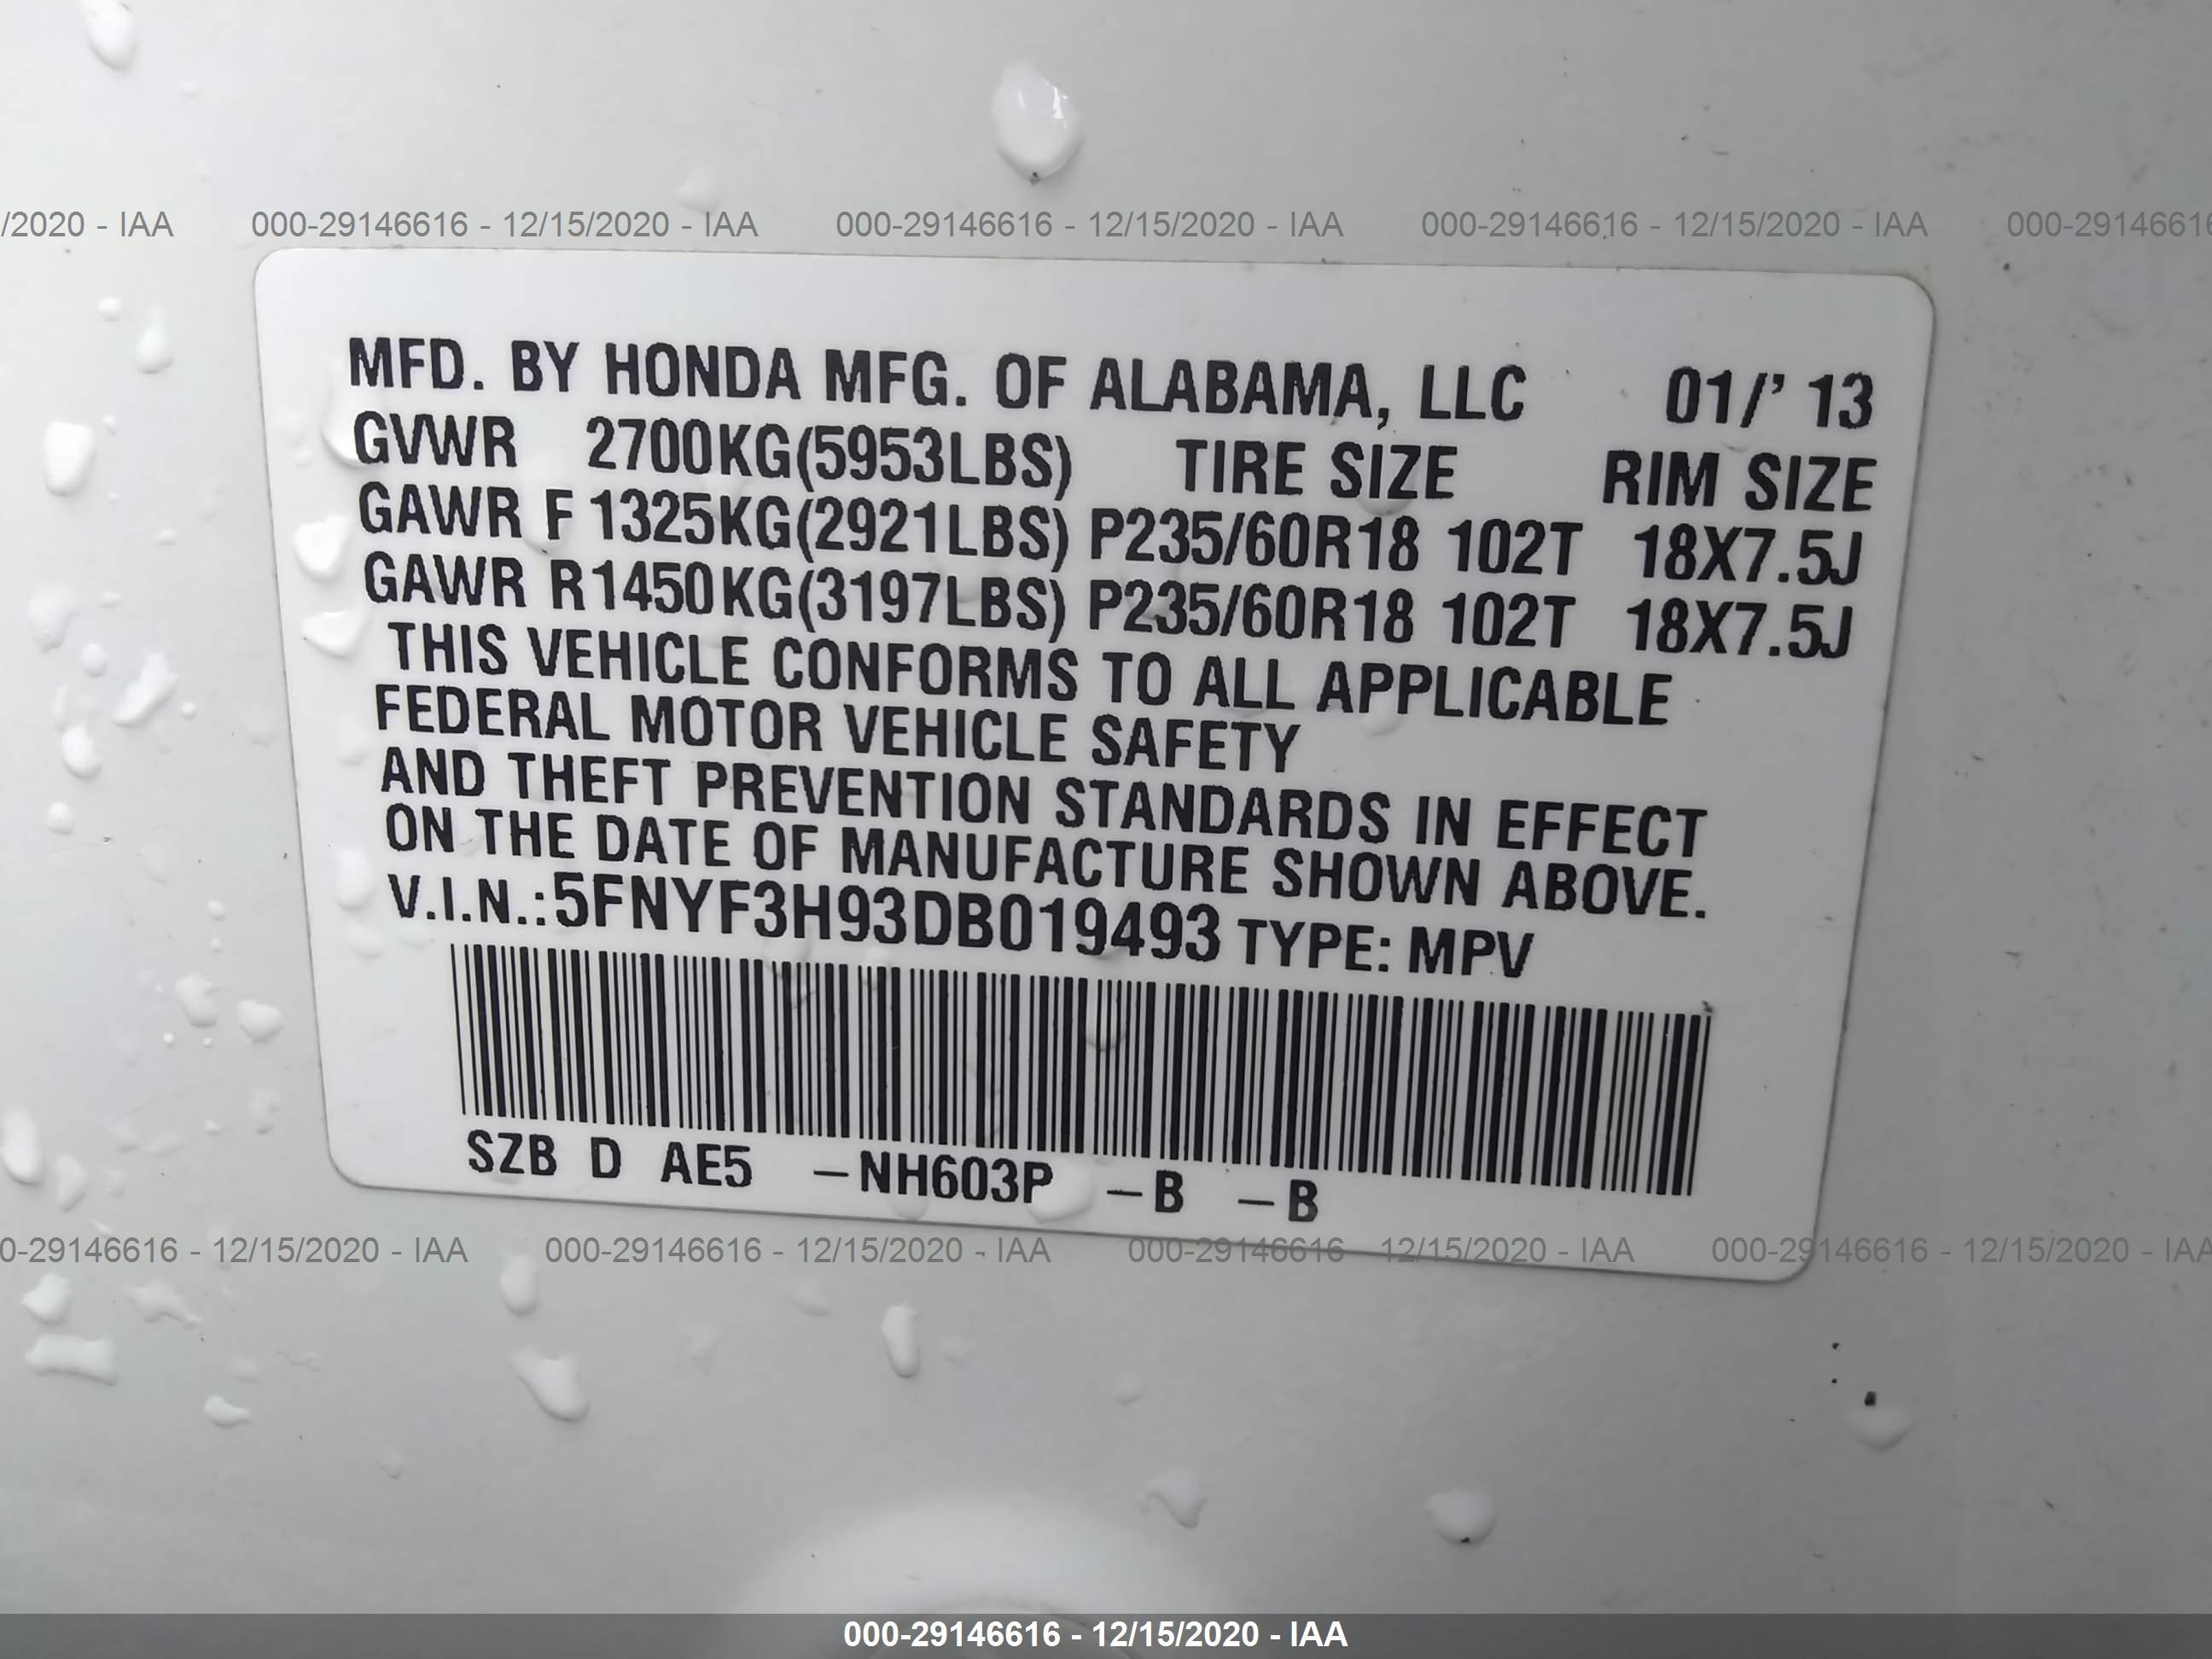 /2020 - IAA 000-29146616 - 12/15/2020 - IAA 000-29146616 - 12/15/2020 - IAA 000-29146616 - 12/15/2020 - IAA 000-29146616
MFD. BY HONDA MFG. OF ALABAMA, LLC 01/' 13
GVWR 2700KG(5953LBS) TIRE SIZE RIM SIZE
GAWR F 1325KG(2921LBS) P235/60R18 102T 18X7.5J
GAWR R1450KG(3197LBS) P235/60R18 102T 18X7.5J
THIS VEHICLE CONFORMS TO ALL APPLICABLE
FEDERAL MOTOR VEHICLE SAFETY
AND THEFT PREVENTION STANDARDS IN EFFECT
ON THE DATE OF MANUFACTURE SHOWN ABOVE.
V.I.N.:5FNYF3H93DB019493 TYPE: MPV
SZB D AE5 –NH603P –B –B
0-29146616 - 12/15/2020 - IAA 000-29146616 - 12/15/2020 - IAA 000-29146616 - 12/15/2020 - IAA 000-29146616 - 12/15/2020 - IAA
000-29146616 - 12/15/2020 - IAA